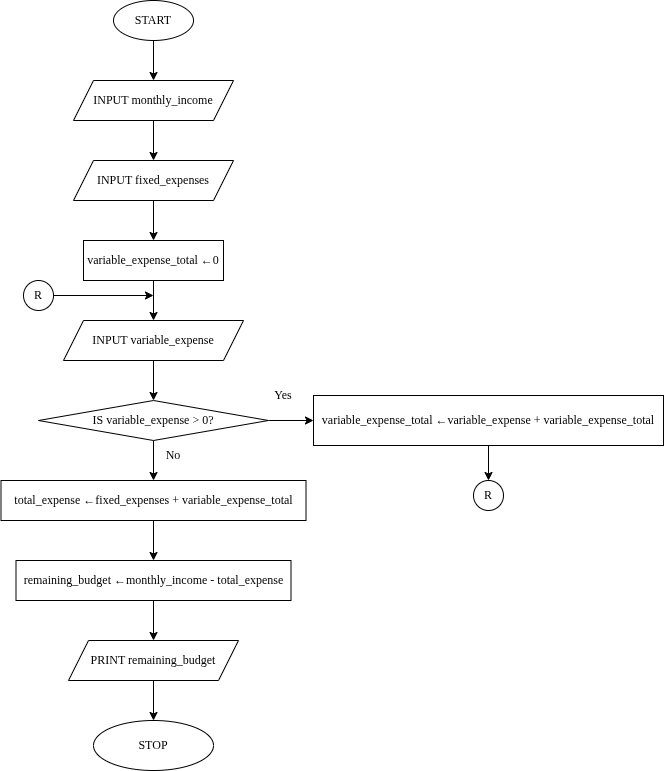 START
INPUT monthly_income
INPUT fixed_expenses
variable_expense_total ←0
R
INPUT variable_expense
Yes
IS variable_expense > 0?
variable_expense_total ←variable_expense + variable_expense_total
No
R
total_expense ←fixed_expenses + variable_expense_total
remaining_budget ←monthly_income - total_expense
PRINT remaining_budget
STOP